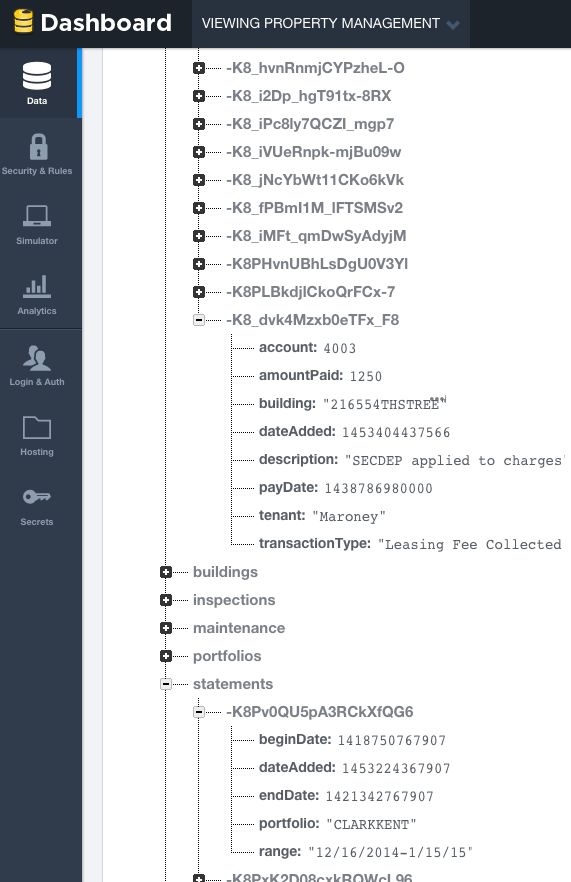 Dashboard VIEWING PROPERTY MANAGEMENT
Data
Security & Rules
Simulator
Analytics
Login & Auth
Hosting
Secrets
-K8_hvnRnmjCYPzheL-O
-K8_i2Dp_hgT91tx-8RX
-K8_iPc8ly7QCZI_mgp7
-K8_iVUeRnpk-mjBu09w
-K8_jNcYbWt11CKo6kVk
-K8_fPBmI1M_IFTSMSv2
-K8_iMFt_qmDwSyAdyjM
-K8PHvnUBhLsDgU0V3YI
-K8PLBkdjlCkoQrFCx-7
-K8_dvk4Mzxb0eTFx_F8
account: 4003
amountPaid: 1250
building: "216554THSTREE"
dateAdded: 1453404437566
description: "SECDEP applied to charges
payDate: 1438786980000
tenant: "Maroney"
transactionType: "Leasing Fee Collected
buildings
inspections
maintenance
portfolios
statements
-K8Pv0QU5pA3RCkXfQG6
beginDate: 1418750767907
dateAdded: 1453224367907
endDate: 1421342767907
portfolio: "CLARKKENT"
range: "12/16/2014-1/15/15"